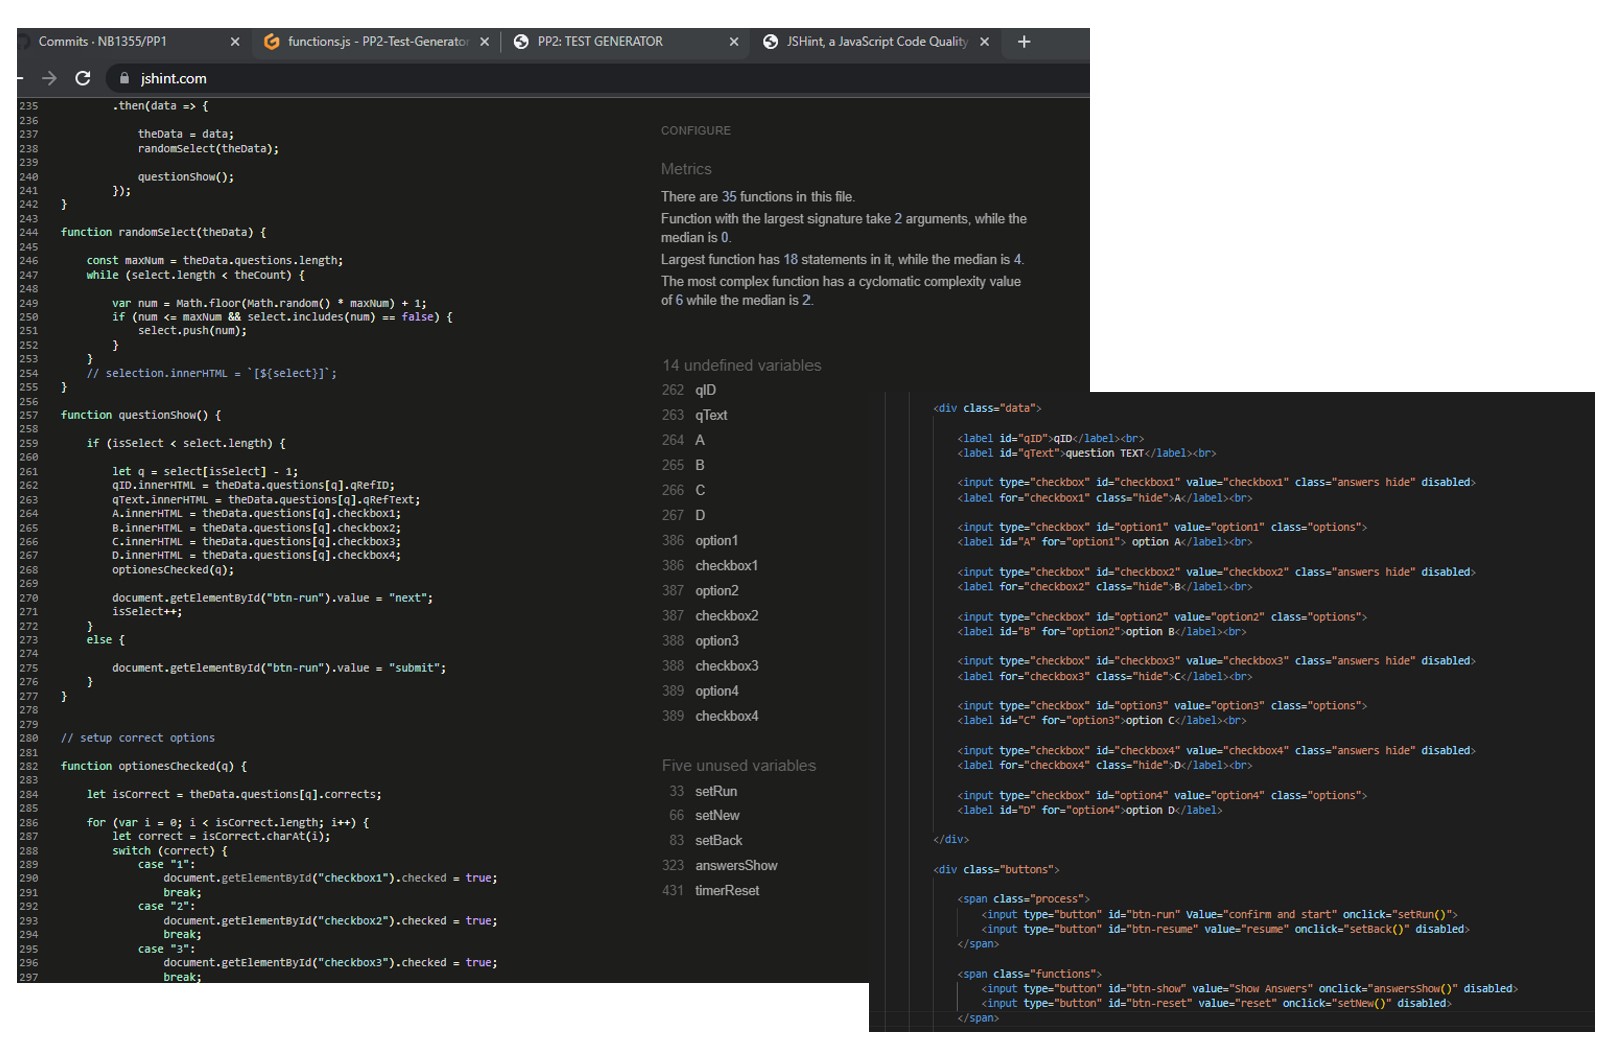 Commits · NB1355/PP1
functions.js - PP2-Test-Generator
PP2: TEST GENERATOR
JSHint, a JavaScript Code Quality
jshint.com
235 .then(data => {
236
237 theData = data;
238 randomSelect(theData);
239
240 questionShow();
241 });
242 }
243
244 function randomSelect(theData) {
245
246 const maxNum = theData.questions.length;
247 while (select.length < theCount) {
248
249 var num = Math.floor(Math.random() * maxNum) + 1;
250 if (num <= maxNum && select.includes(num) == false) {
251 select.push(num);
252 }
253 }
254 // selection.innerHTML = `[${select}]`;
255 }
256
257 function questionShow() {
258
259 if (isSelect < select.length) {
260
261 let q = select[isSelect] - 1;
262 qID.innerHTML = theData.questions[q].qRefID;
263 qText.innerHTML = theData.questions[q].qRefText;
264 A.innerHTML = theData.questions[q].checkbox1;
265 B.innerHTML = theData.questions[q].checkbox2;
266 C.innerHTML = theData.questions[q].checkbox3;
267 D.innerHTML = theData.questions[q].checkbox4;
268 optionesChecked(q);
269
270 document.getElementById("btn-run").value = "next";
271 isSelect++;
272 }
273 else {
274
275 document.getElementById("btn-run").value = "submit";
276 }
277 }
278
279
280 // setup correct options
281
282 function optionesChecked(q) {
283
284 let isCorrect = theData.questions[q].corrects;
285
286 for (var i = 0; i < isCorrect.length; i++) {
287 let correct = isCorrect.charAt(i);
288 switch (correct) {
289 case "1":
290 document.getElementById("checkbox1").checked = true;
291 break;
292 case "2":
293 document.getElementById("checkbox2").checked = true;
294 break;
295 case "3":
296 document.getElementById("checkbox3").checked = true;
297 break;
CONFIGURE
Metrics
There are 35 functions in this file.
Function with the largest signature take 2 arguments, while the
median is 0.
Largest function has 18 statements in it, while the median is 4.
The most complex function has a cyclomatic complexity value
of 6 while the median is 2.
14 undefined variables
262 qID
263 qText
264 A
265 B
266 C
267 D
386 option1
386 checkbox1
387 option2
387 checkbox2
388 option3
388 checkbox3
389 option4
389 checkbox4
Five unused variables
33 setRun
66 setNew
83 setBack
323 answersShow
431 timerReset
<div class="data">
<label id="qID">qID</label><br>
<label id="qText">question TEXT</label><br>
<input type="checkbox" id="checkbox1" value="checkbox1" class="answers hide" disabled>
<label for="checkbox1" class="hide">A</label><br>
<input type="checkbox" id="option1" value="option1" class="options">
<label id="A" for="option1"> option A</label><br>
<input type="checkbox" id="checkbox2" value="checkbox2" class="answers hide" disabled>
<label for="checkbox2" class="hide">B</label><br>
<input type="checkbox" id="option2" value="option2" class="options">
<label id="B" for="option2">option B</label><br>
<input type="checkbox" id="checkbox3" value="checkbox3" class="answers hide" disabled>
<label for="checkbox3" class="hide">C</label><br>
<input type="checkbox" id="option3" value="option3" class="options">
<label id="C" for="option3">option C</label><br>
<input type="checkbox" id="checkbox4" value="checkbox4" class="answers hide" disabled>
<label for="checkbox4" class="hide">D</label><br>
<input type="checkbox" id="option4" value="option4" class="options">
<label id="D" for="option4">option D</label>
</div>
<div class="buttons">
<span class="process">
<input type="button" id="btn-run" value="confirm and start" onclick="setRun()">
<input type="button" id="btn-resume" value="resume" onclick="setBack()" disabled>
</span>
<span class="functions">
<input type="button" id="btn-show" value="Show Answers" onclick="answersShow()" disabled>
<input type="button" id="btn-reset" value="reset" onclick="setNew()" disabled>
</span>